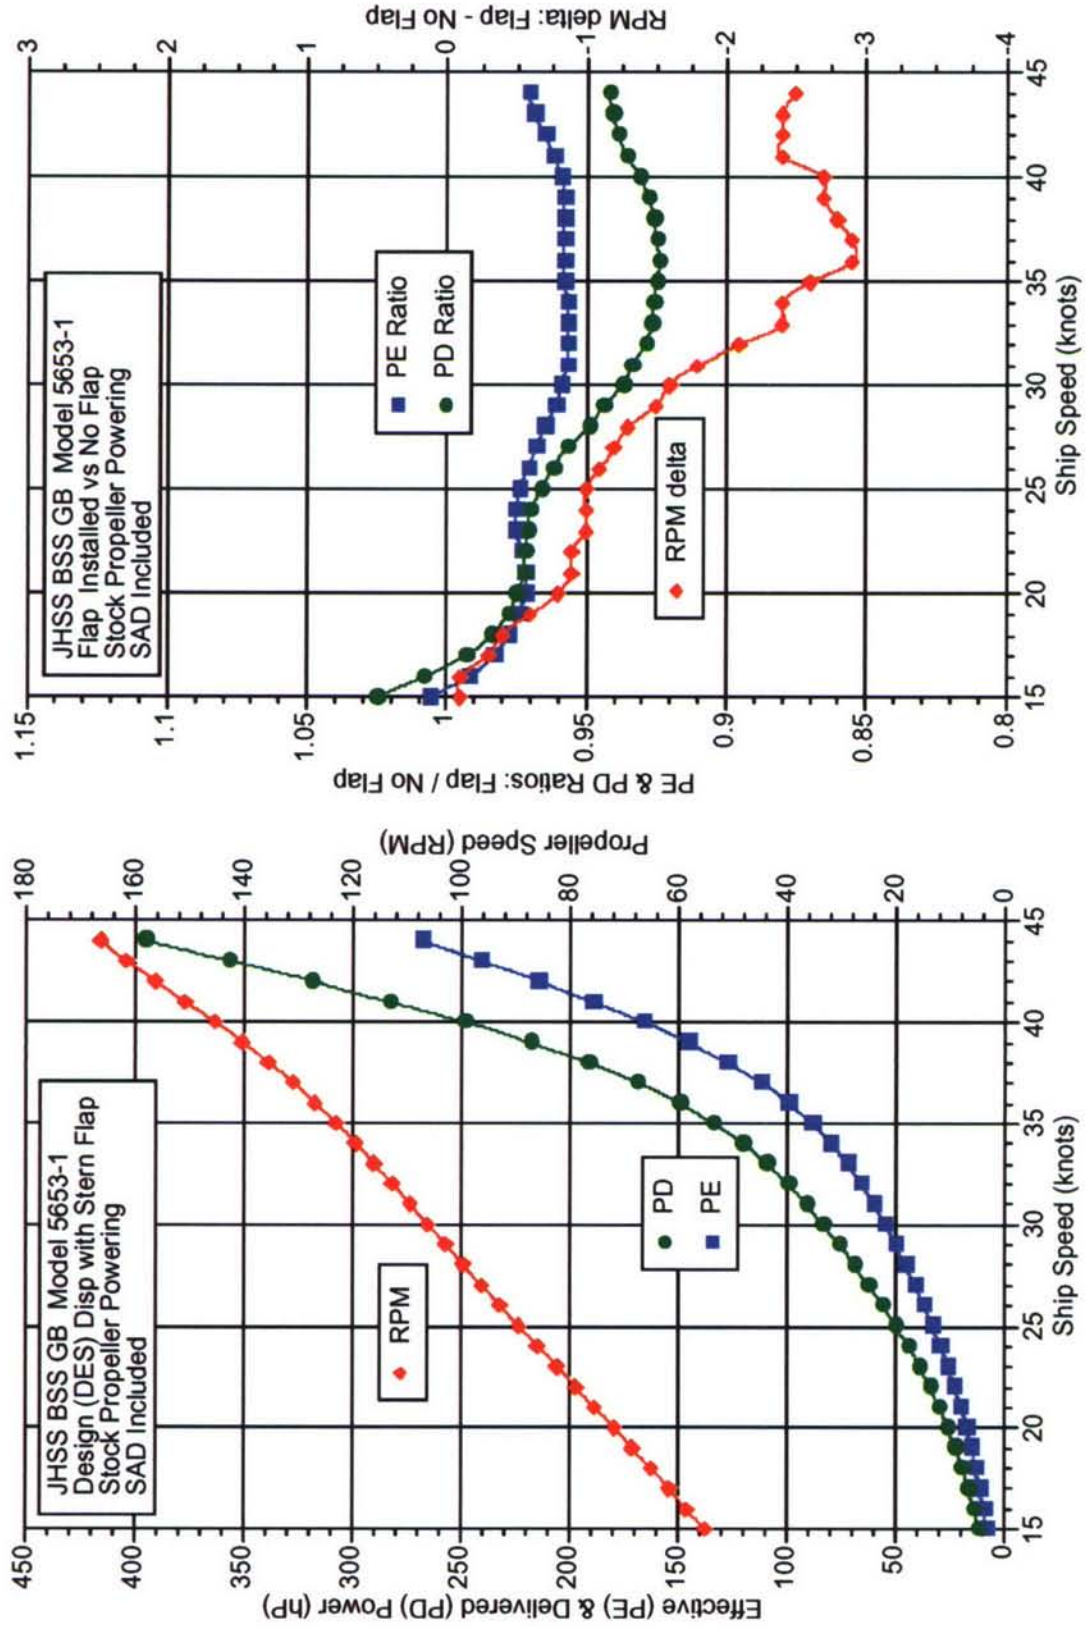 JHSS BSS GB Model 5653-1
Design (DES) Disp with Stern Flap
Stock Propeller Powering
SAD Included
RPM
PD
PE
Effective (PE) & Delivered (PD) Power (hP)
450
400
350
300
250
200
150
100
50
0
Propeller Speed (RPM)
180
160
140
120
100
80
60
40
20
0
15
20
25
30
35
40
45
Ship Speed (knots)
JHSS BSS GB Model 5653-1
Flap Installed vs No Flap
Stock Propeller Powering
SAD Included
PE Ratio
PD Ratio
RPM delta
PE & PD Ratios: Flap / No Flap
1.15
1.1
1.05
1
0.95
0.9
0.85
0.8
RPM delta: Flap - No Flap
3
2
1
0
-1
-2
-3
-4
15
20
25
30
35
40
45
Ship Speed (knots)